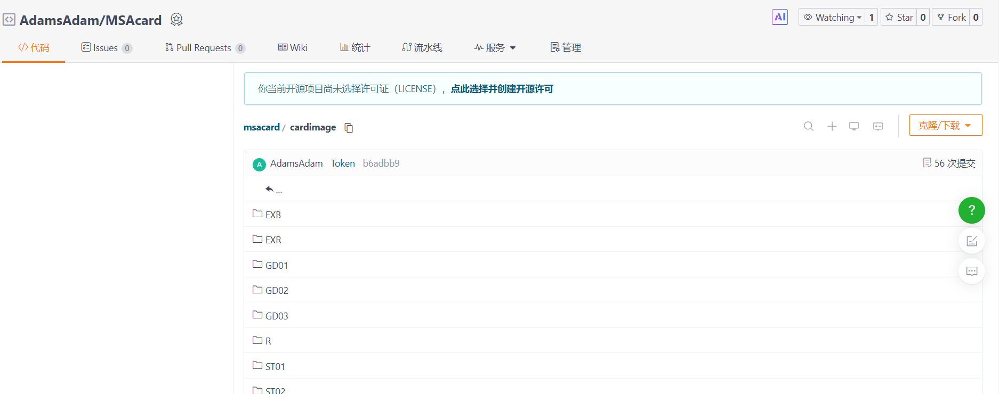 AdamsAdam/MSAcard
AI Watching 1 Star 0 Fork 0
代码 Issues 0 Pull Requests 0 Wiki 统计 流水线 服务 管理
你当前开源项目尚未选择许可证（LICENSE），点此选择并创建开源许可
msacard / cardimage
克隆/下载
A AdamsAdam Token b6adbb9 56 次提交
...
EXB
?
EXR
GD01
GD02
GD03
R
ST01
ST02